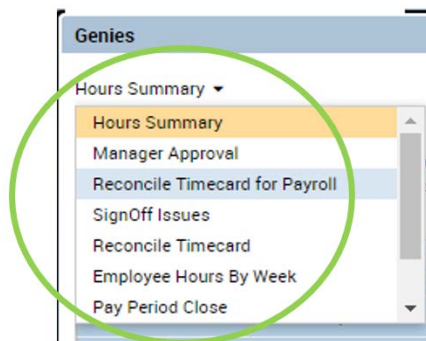 Genies
Hours Summary
Hours Summary
Manager Approval
Reconcile Timecard for Payroll
SignOff Issues
Reconcile Timecard
Employee Hours By Week
Pay Period Close